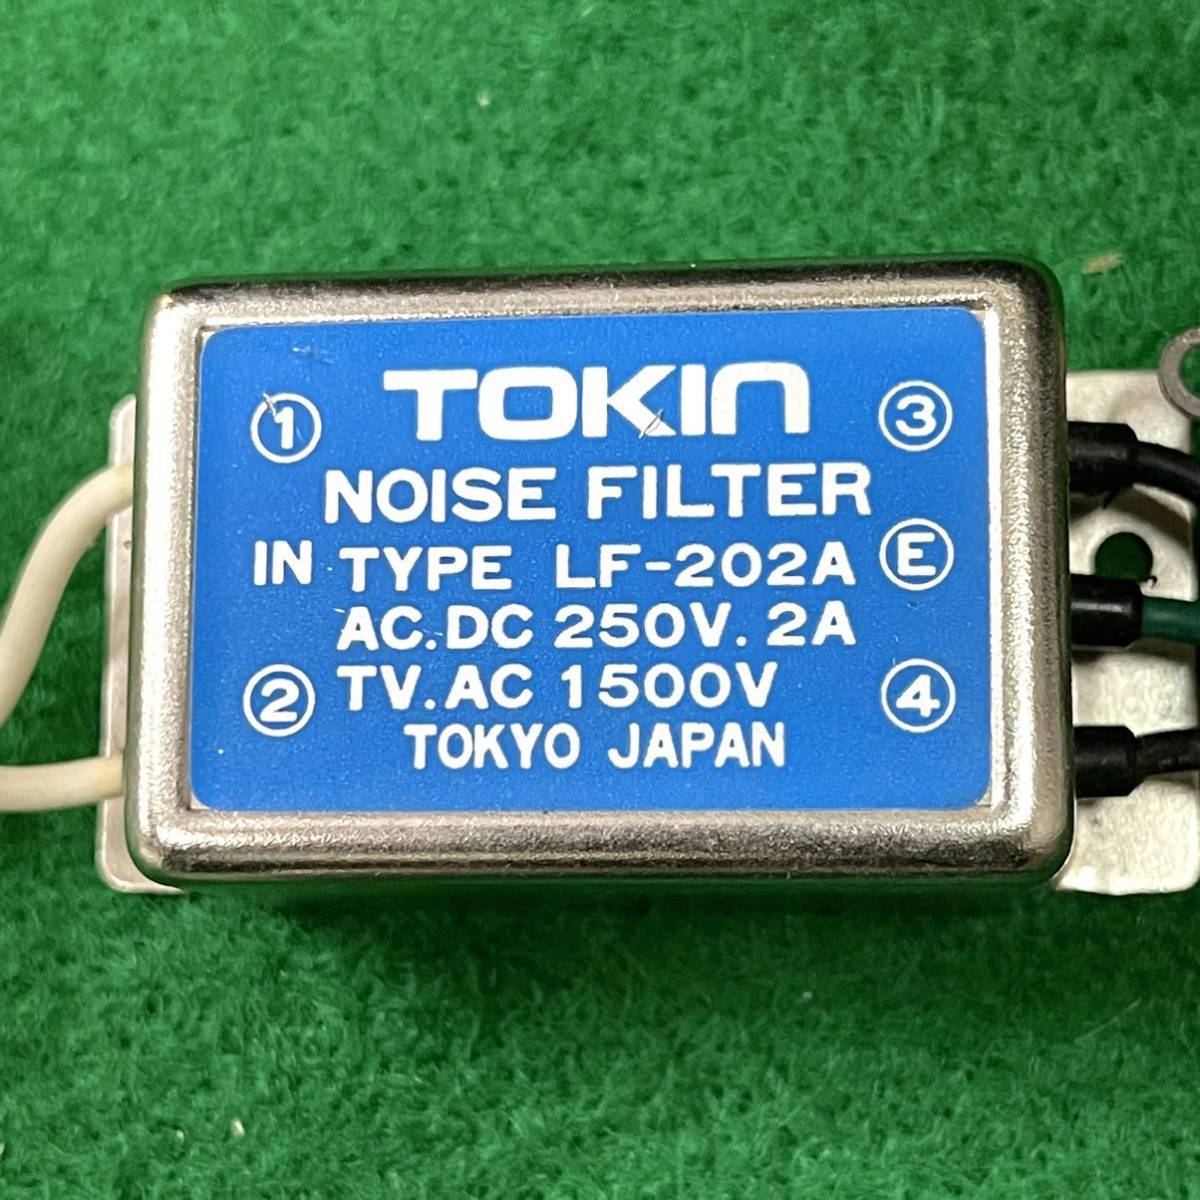 TOKIN
① ③
NOISE FILTER
IN TYPE LF-202A Ⓔ
AC.DC 250V. 2A
② TV.AC 1500V ④
TOKYO JAPAN